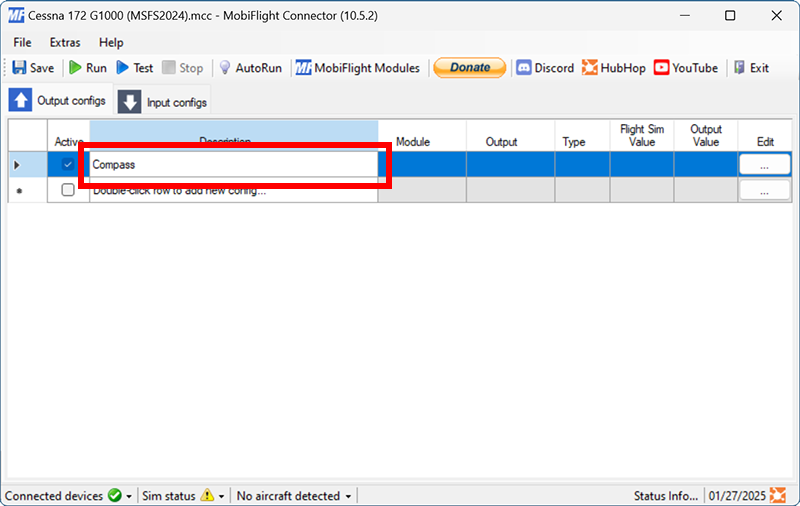 MF Cessna 172 G1000 (MSFS2024).mcc - MobiFlight Connector (10.5.2)
File Extras Help
Save Run Test Stop AutoRun MF MobiFlight Modules Donate Discord HubHop YouTube Exit
Output configs Input configs
Active Description Module Output Type Flight Sim Value Output Value Edit
Compass ...
Double-click row to add new config... ...
Connected devices Sim status No aircraft detected Status Info... 01/27/2025